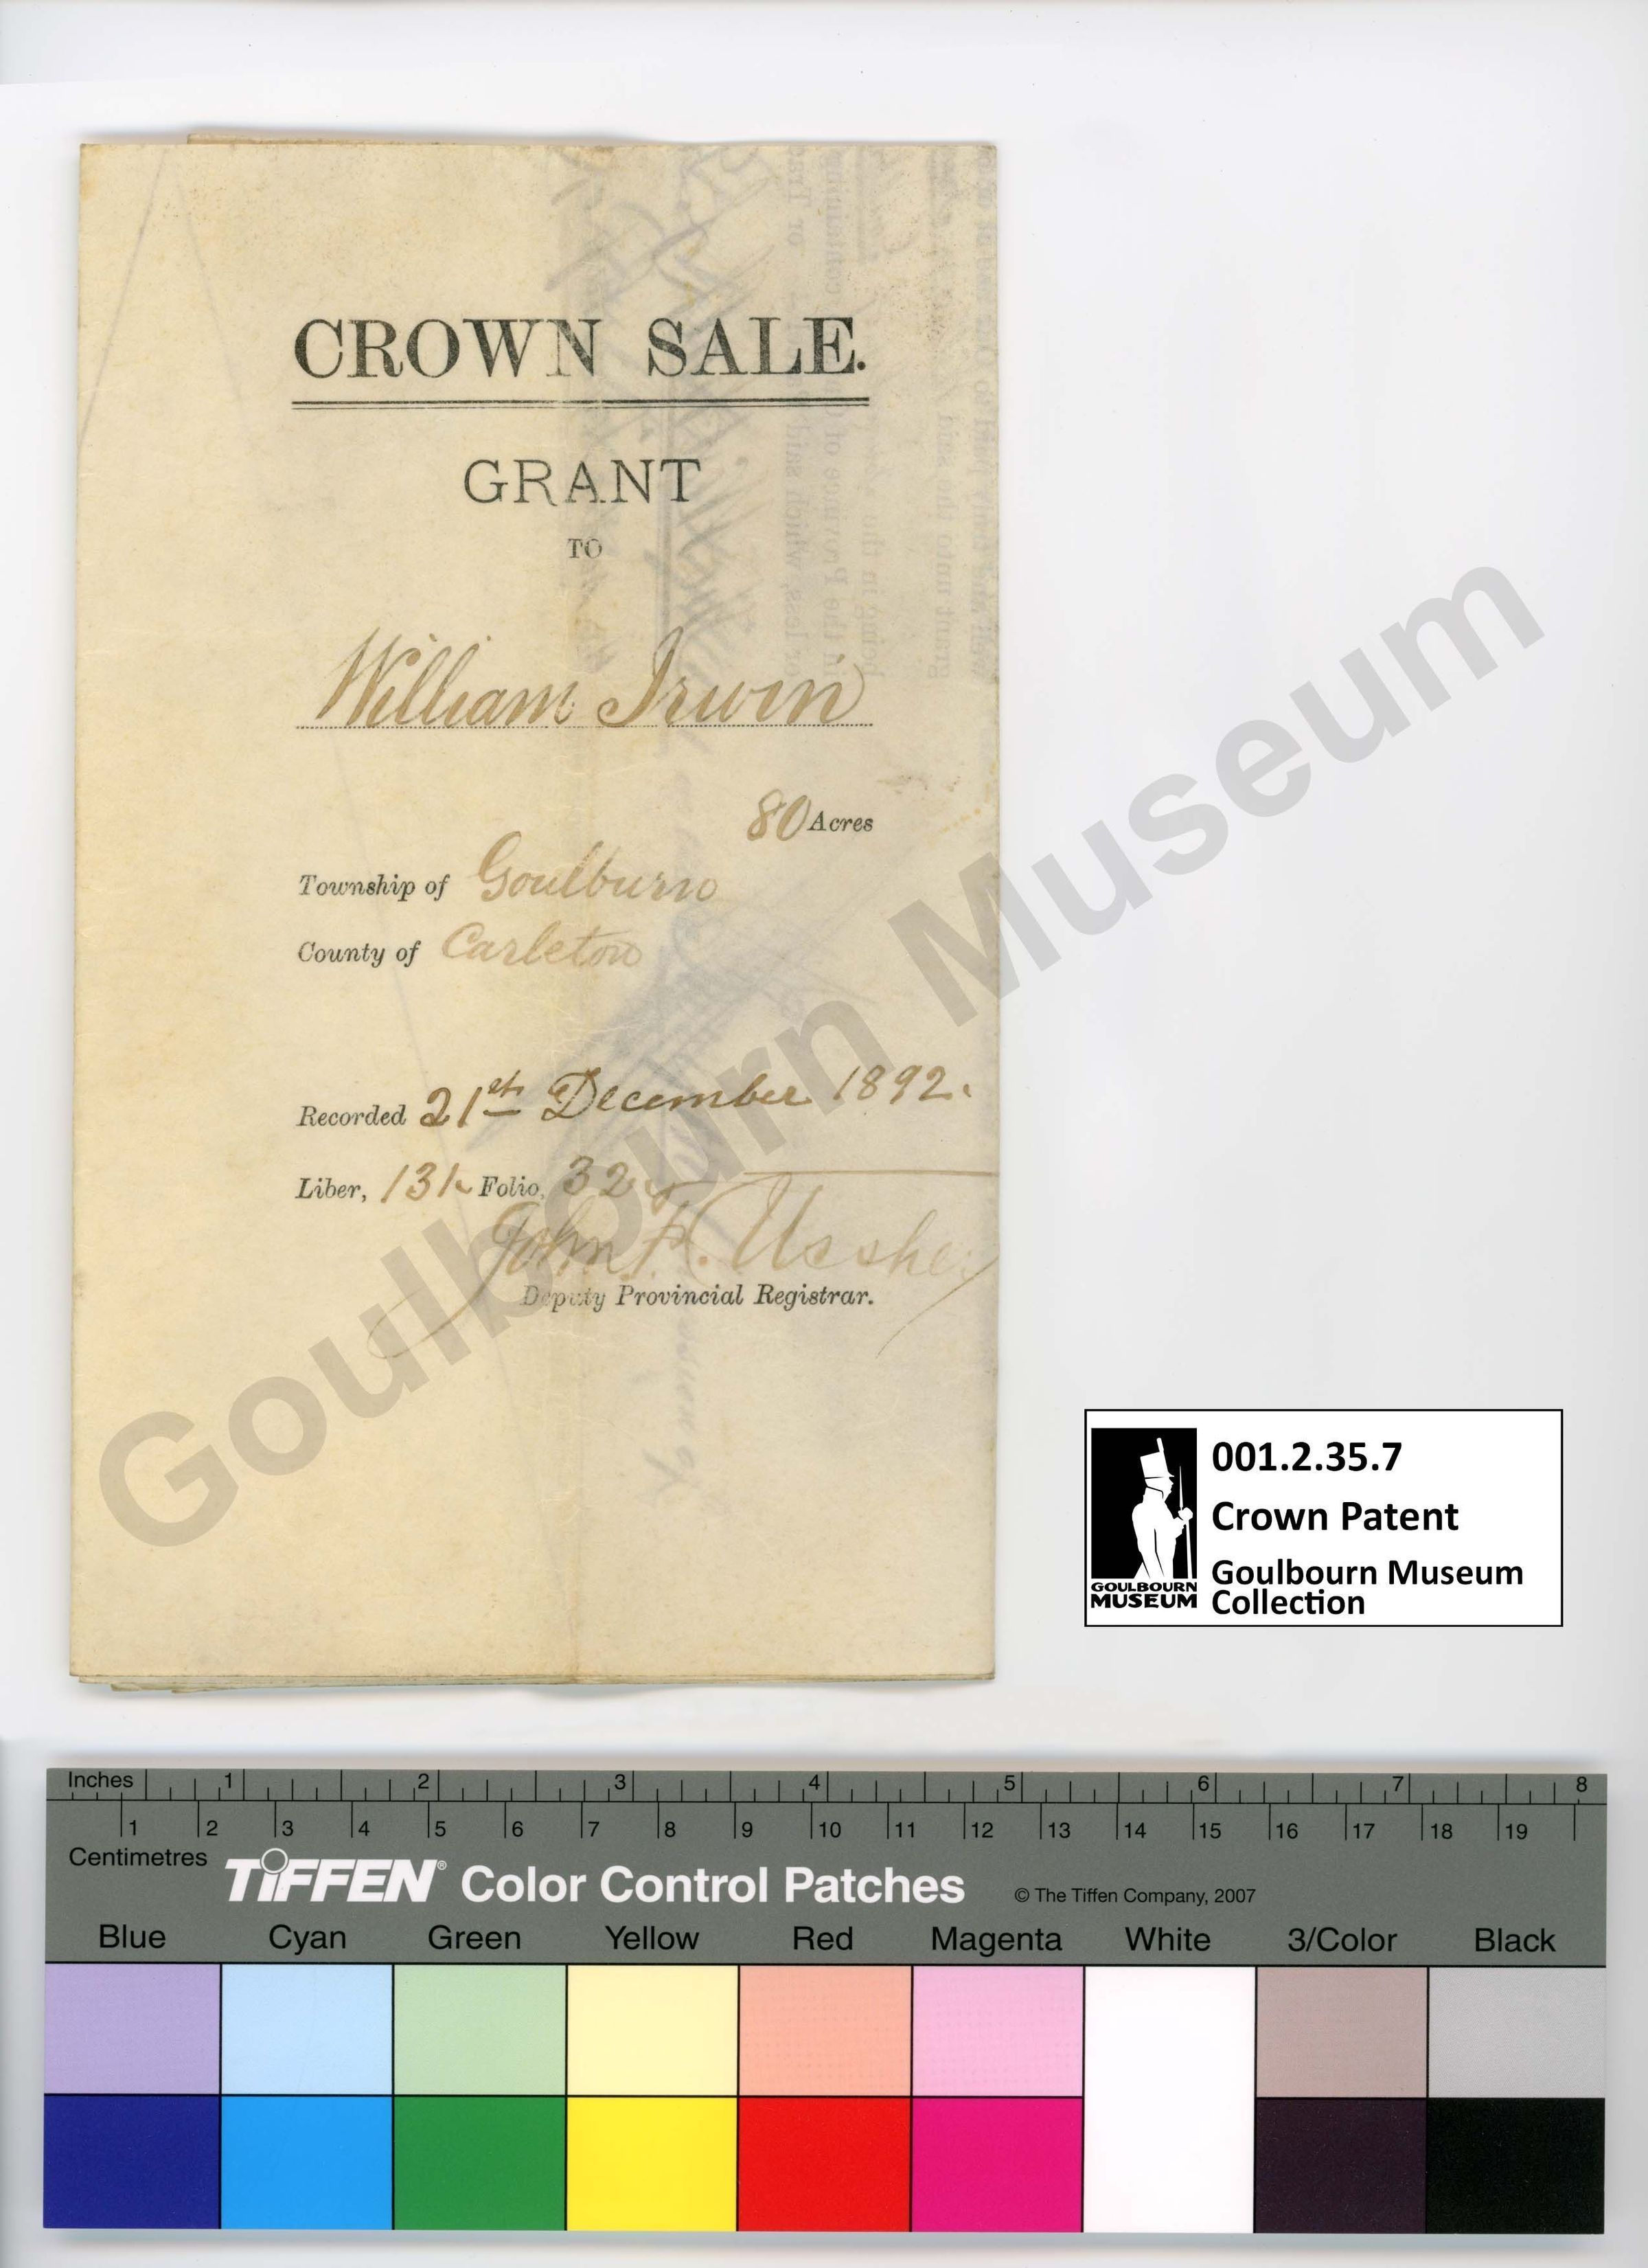 CROWN SALE.
GRANT
TO
William Irwin
80 Acres
Township of Goulburn
County of Carleton
Recorded 21st December 1892.
Liber, 131 Folio, 32
John F. Ussher
Deputy Provincial Registrar.
Goulbourn Museum
001.2.35.7
Crown Patent
Goulbourn Museum
Collection
GOULBOURN
MUSEUM
Inches 1 2 3 4 5 6 7 8
1 2 3 4 5 6 7 8 9 10 11 12 13 14 15 16 17 18 19
Centimetres
TIFFEN® Color Control Patches © The Tiffen Company, 2007
Blue Cyan Green Yellow Red Magenta White 3/Color Black